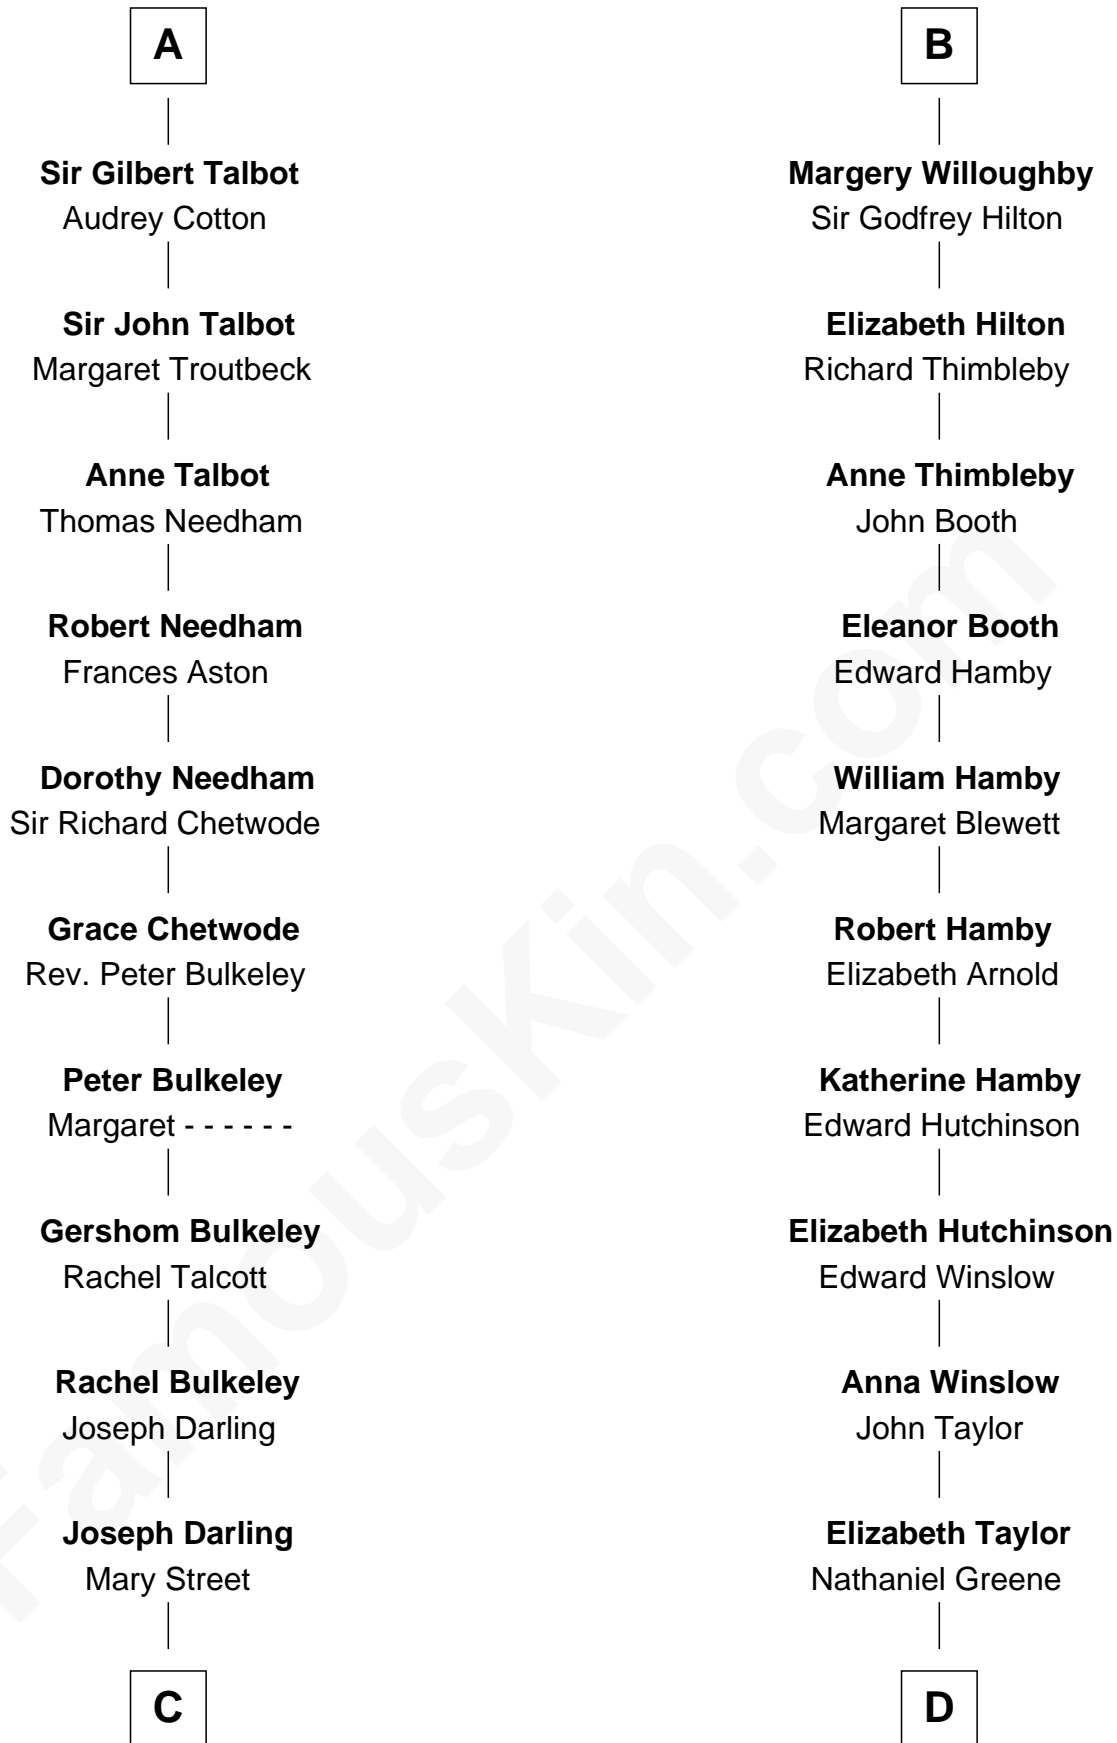 A
Sir Gilbert Talbot
Audrey Cotton
Sir John Talbot
Margaret Troutbeck
Anne Talbot
Thomas Needham
Robert Needham
Frances Aston
Dorothy Needham
Sir Richard Chetwode
Grace Chetwode
Rev. Peter Bulkeley
Peter Bulkeley
Margaret - - - - - -
Gershom Bulkeley
Rachel Talcott
Rachel Bulkeley
Joseph Darling
Joseph Darling
Mary Street
C
B
Margery Willoughby
Sir Godfrey Hilton
Elizabeth Hilton
Richard Thimbleby
Anne Thimbleby
John Booth
Eleanor Booth
Edward Hamby
William Hamby
Margaret Blewett
Robert Hamby
Elizabeth Arnold
Katherine Hamby
Edward Hutchinson
Elizabeth Hutchinson
Edward Winslow
Anna Winslow
John Taylor
Elizabeth Taylor
Nathaniel Greene
D
FamousKin.com